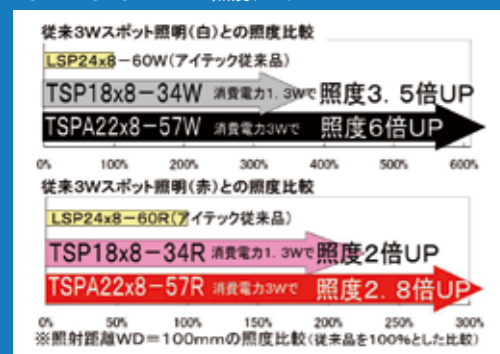 従来3Wスポット照明(白)との照度比較
LSP24x8-60W(アイテック従来品)
TSP18x8-34W 消費電力1.3Wで 照度3.5倍UP
TSPA22x8-57W 消費電力3Wで 照度6倍UP
0% 100% 200% 300% 400% 500% 600%
従来3Wスポット照明(赤)との照度比較
LSP24x8-60R(アイテック従来品)
TSP18x8-34R 消費電力1.3Wで 照度2倍UP
TSPA22x8-57R 消費電力3Wで 照度2.8倍UP
0% 50% 100% 150% 200% 250% 300%
※照射距離WD=100mmの照度比較(従来品を100%とした比較)